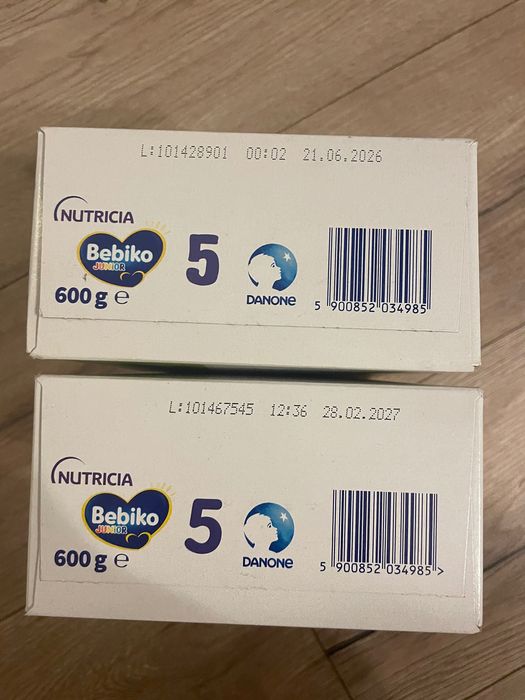 L:101428901 00:02 21.06.2026
NUTRICIA
Bebiko
JUNIOR
5
DANONE
600 g e
5 900852 034985
L:101467545 12:36 28.02.2027
NUTRICIA
Bebiko
JUNIOR
5
DANONE
600 g e
5 900852 034985 >